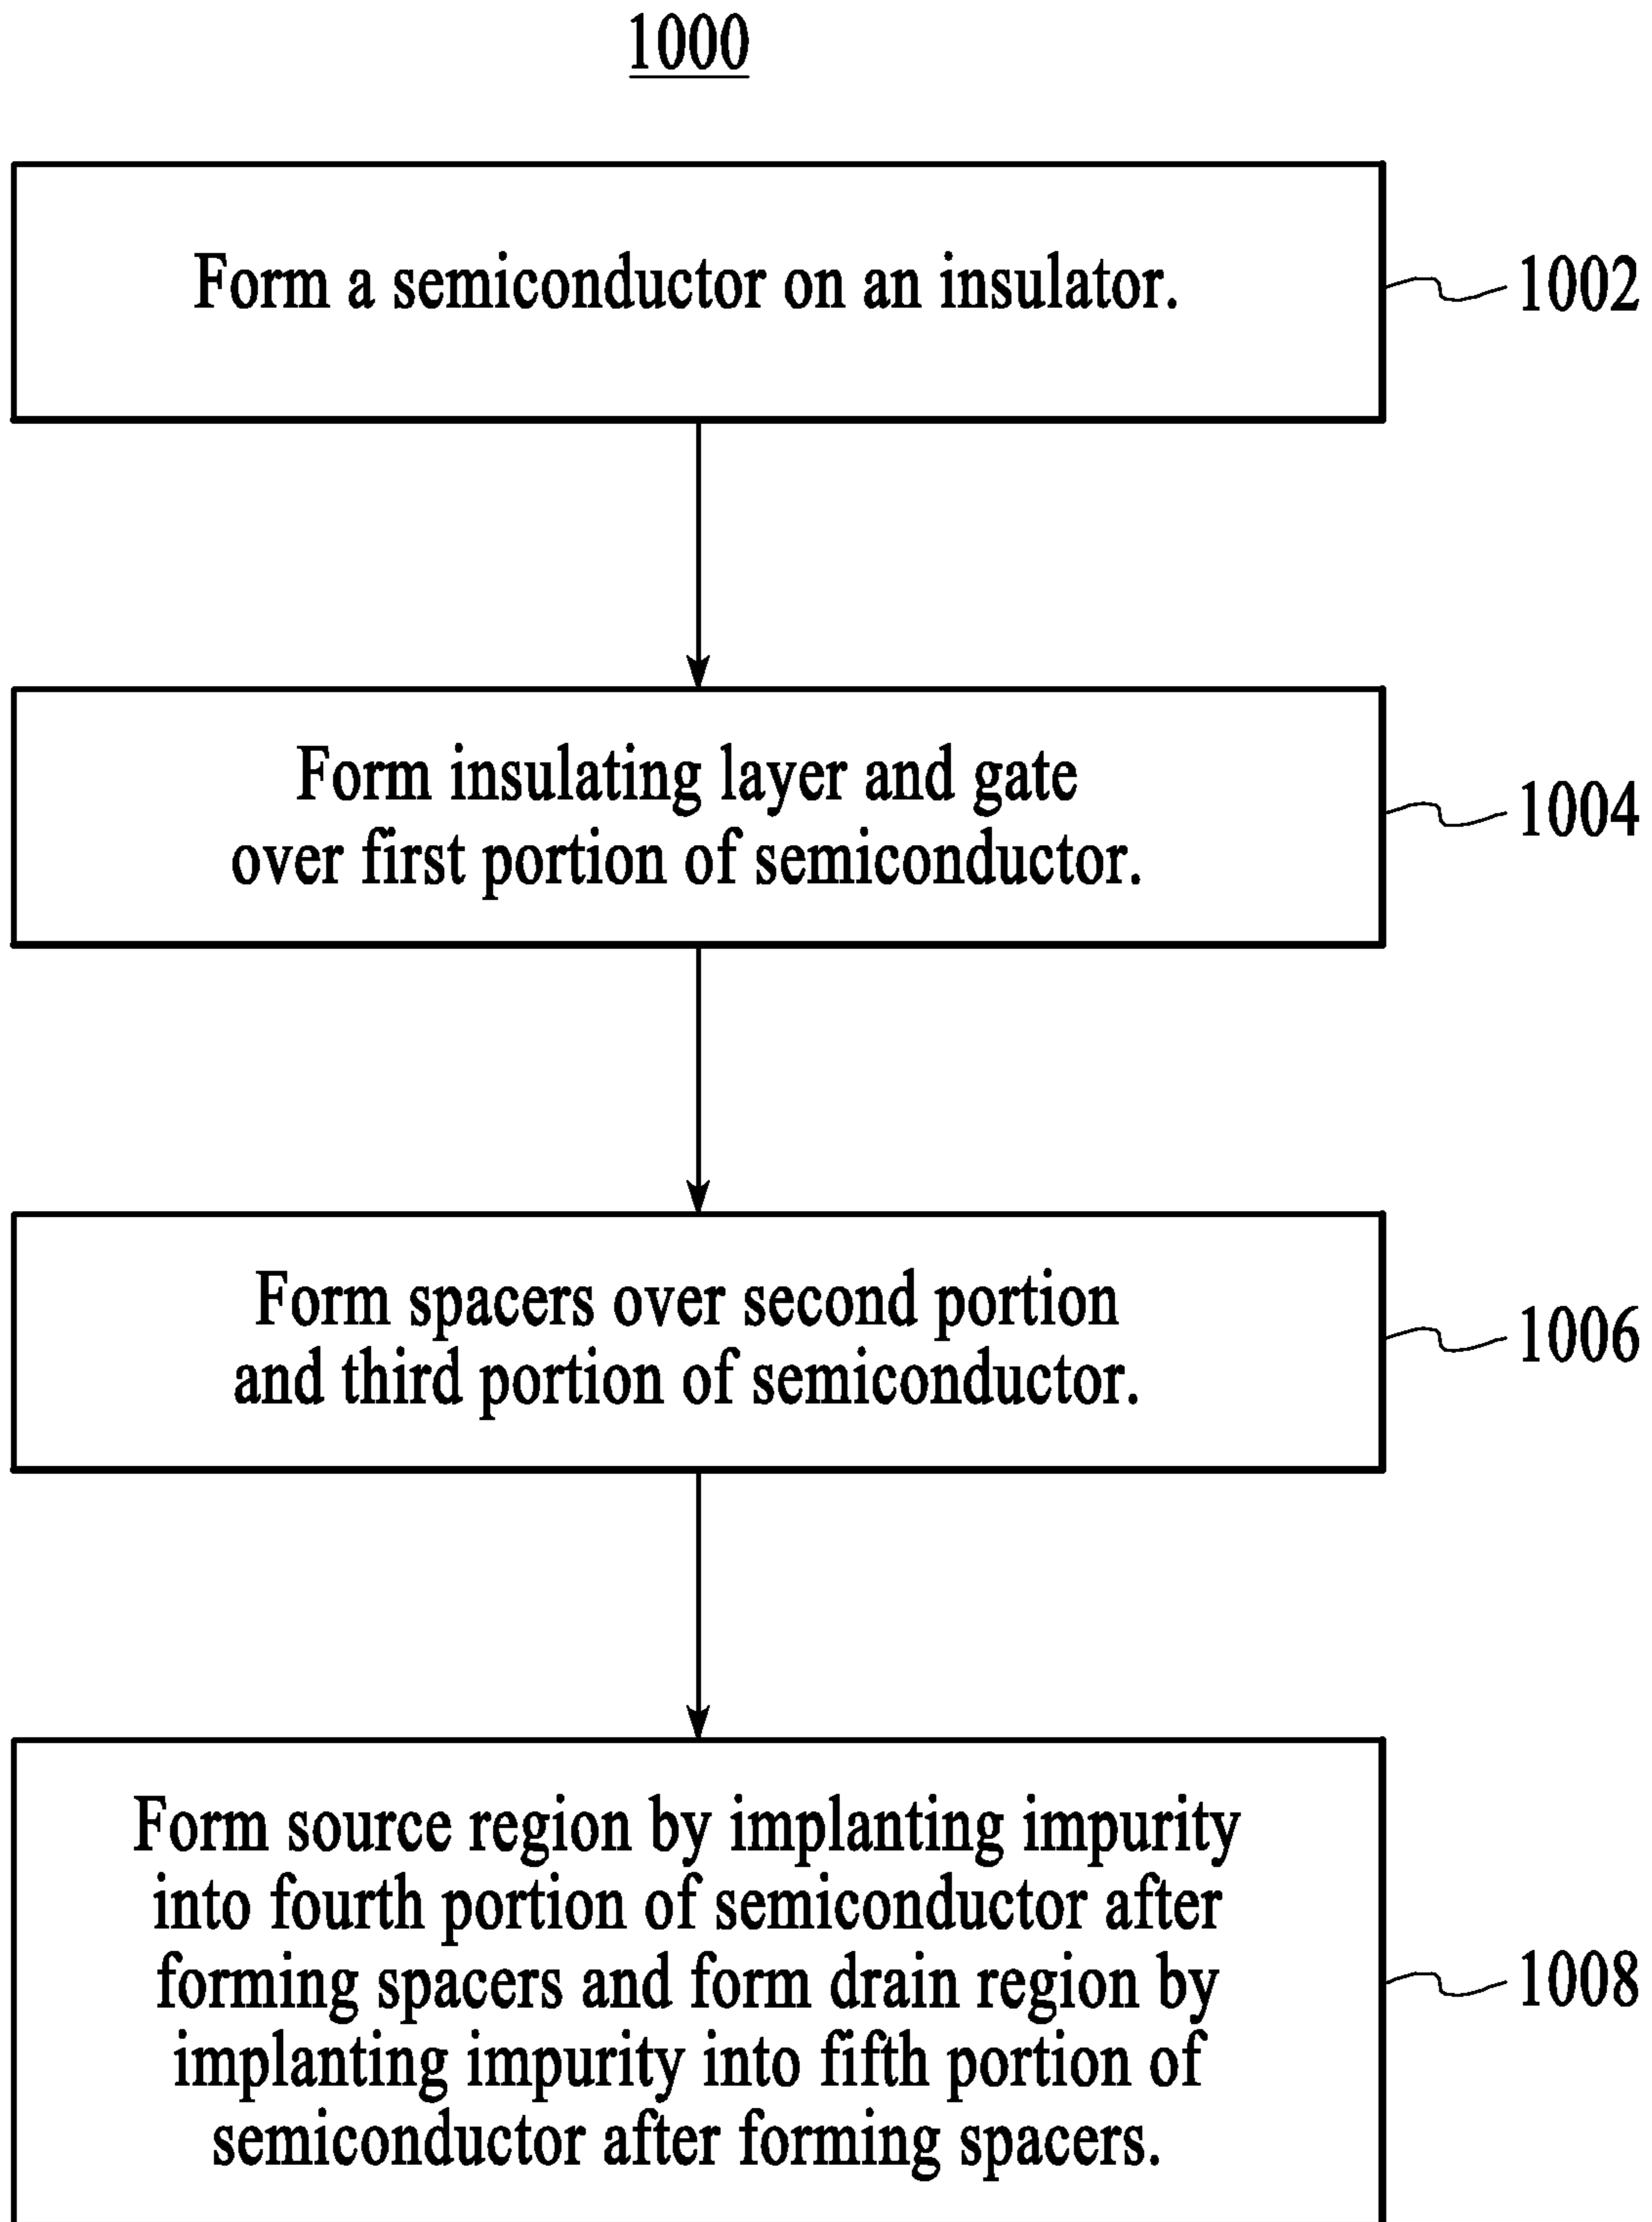 1000
Form a semiconductor on an insulator.
1002
Form insulating layer and gate
over first portion of semiconductor.
1004
Form spacers over second portion
and third portion of semiconductor.
1006
Form source region by implanting impurity
into fourth portion of semiconductor after
forming spacers and form drain region by
implanting impurity into fifth portion of
semiconductor after forming spacers.
1008